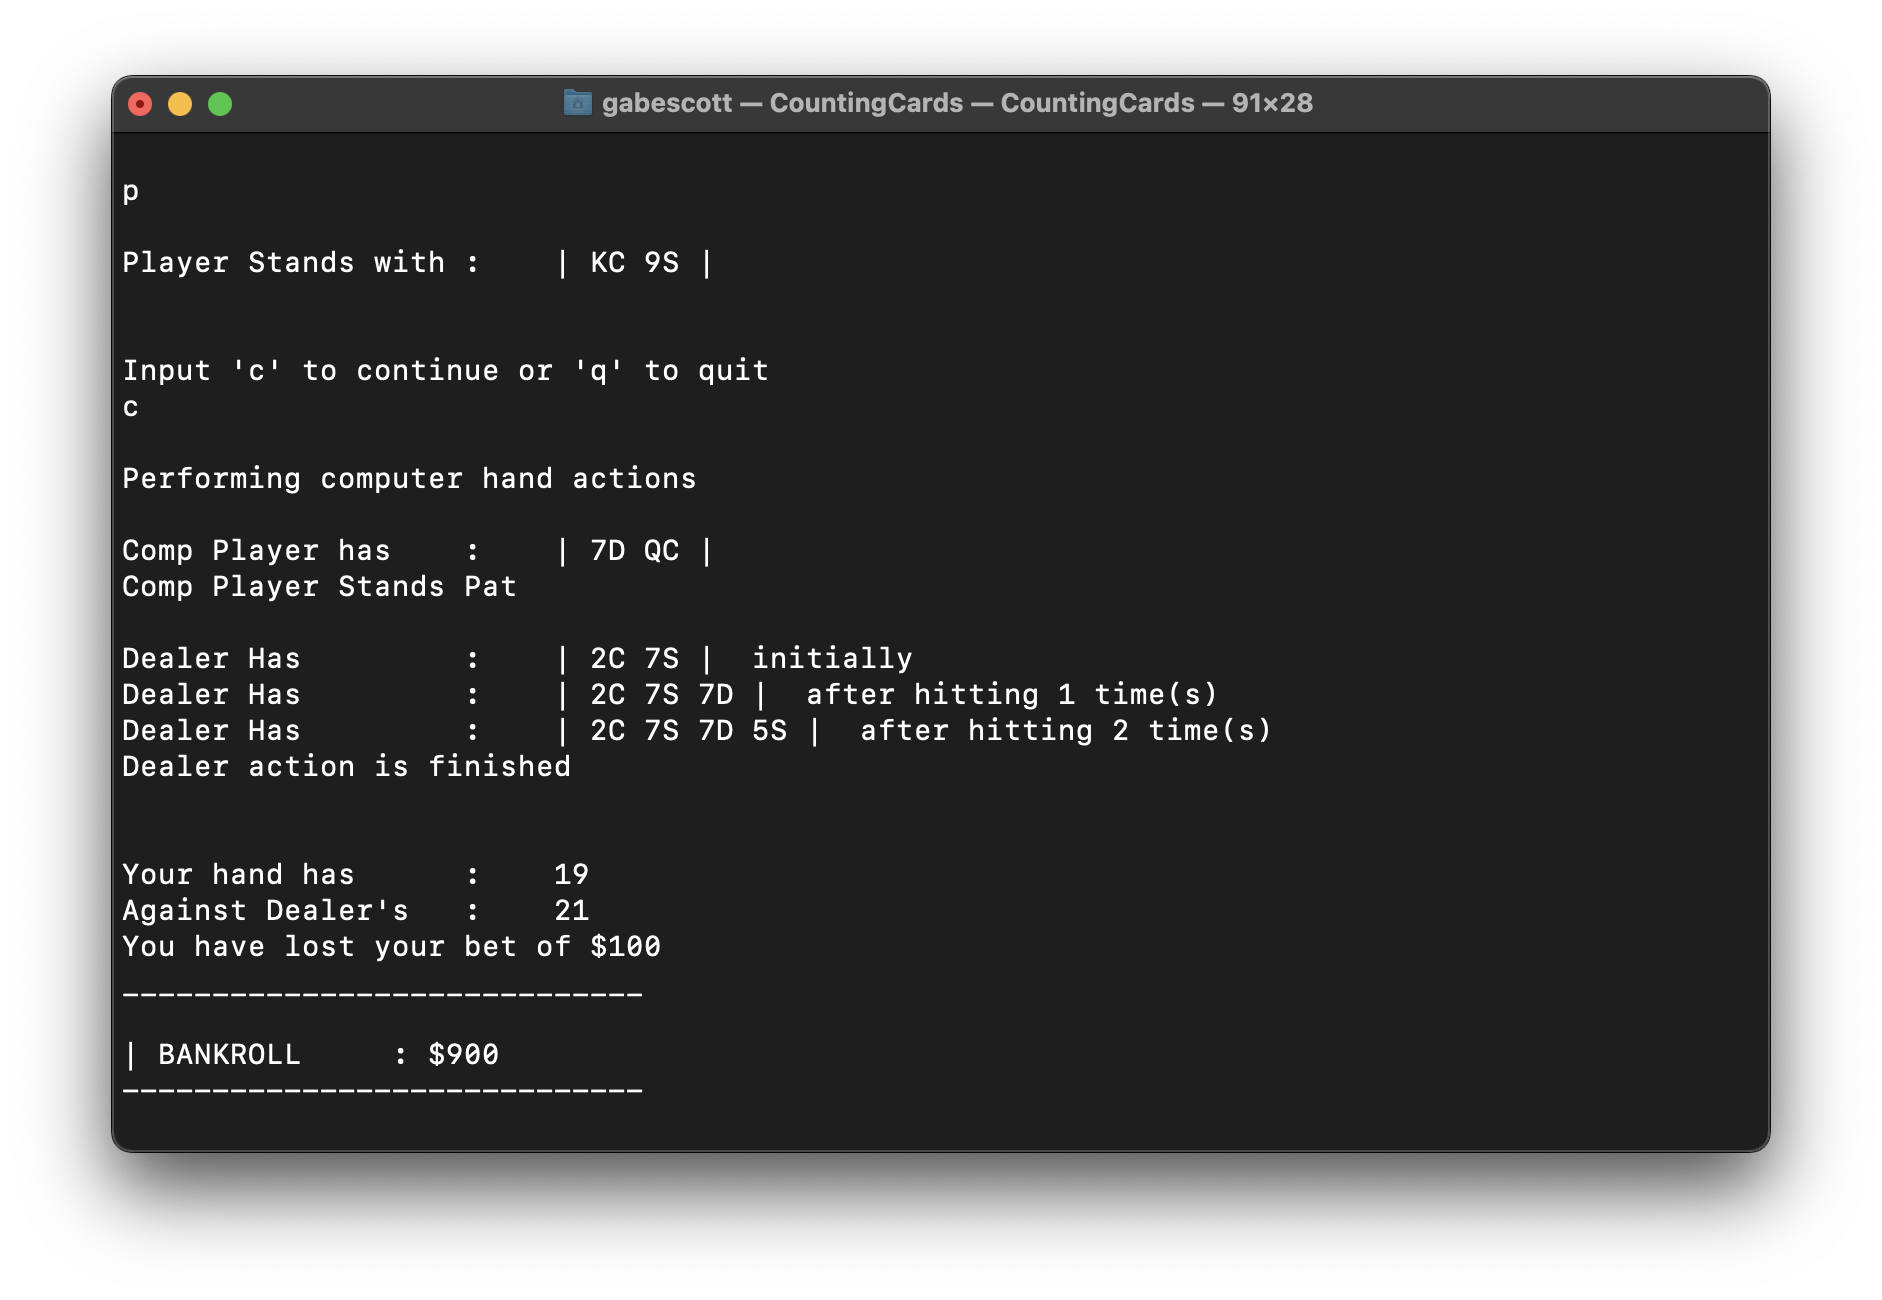 gabescott — CountingCards — CountingCards — 91×28
p
Player Stands with :    | KC 9S |
Input 'c' to continue or 'q' to quit
c
Performing computer hand actions
Comp Player has    :    | 7D QC |
Comp Player Stands Pat
Dealer Has         :    | 2C 7S |  initially
Dealer Has         :    | 2C 7S 7D |  after hitting 1 time(s)
Dealer Has         :    | 2C 7S 7D 5S |  after hitting 2 time(s)
Dealer action is finished
Your hand has      :    19
Against Dealer's   :    21
You have lost your bet of $100
_____________________________
| BANKROLL     : $900
_____________________________